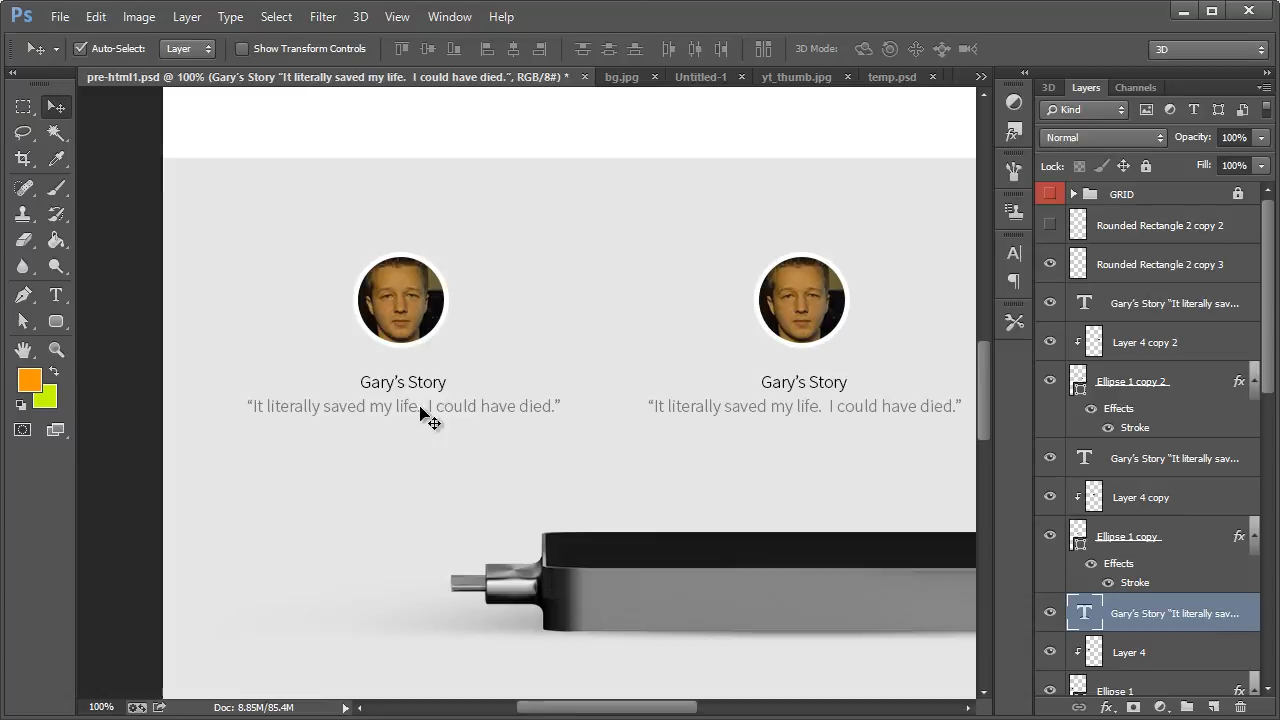 Ps File Edit Image Layer Type Select Filter 3D View Window Help
Auto-Select: Layer Show Transform Controls 3D Mode: 3D
pre-html1.psd @ 100% (Gary's Story “It literally saved my life.  I could have died.”, RGB/8#) * × bg.jpg × Untitled-1 × yt_thumb.jpg × temp.psd ×
3D Layers Channels
Kind
Normal Opacity: 100%
Lock: Fill: 100%
GRID
Rounded Rectangle 2 copy 2
Rounded Rectangle 2 copy 3
Gary's Story "It literally sav...
Layer 4 copy 2
Ellipse 1 copy 2 fx
Effects
Stroke
Gary's Story "It literally sav...
Layer 4 copy
Ellipse 1 copy fx
Effects
Stroke
Gary's Story "It literally sav...
Layer 4
Ellipse 1 fx
Gary’s Story
“It literally saved my life.  I could have died.”
Gary’s Story
“It literally saved my life.  I could have died.”
100% Doc: 8.85M/85.4M